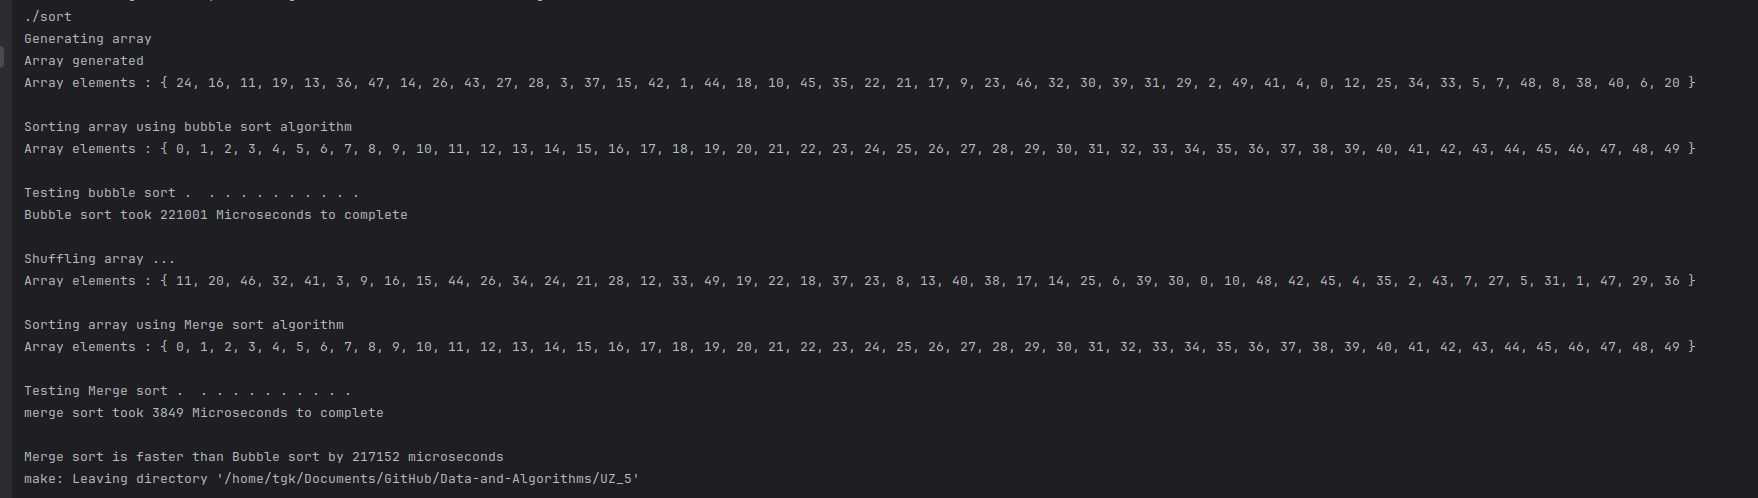 ./sort
Generating array
Array generated
Array elements : { 24, 16, 11, 19, 13, 36, 47, 14, 26, 43, 27, 28, 3, 37, 15, 42, 1, 44, 18, 10, 45, 35, 22, 21, 17, 9, 23, 46, 32, 30, 39, 31, 29, 2, 49, 41, 4, 0, 12, 25, 34, 33, 5, 7, 48, 8, 38, 40, 6, 20 }
Sorting array using bubble sort algorithm
Array elements : { 0, 1, 2, 3, 4, 5, 6, 7, 8, 9, 10, 11, 12, 13, 14, 15, 16, 17, 18, 19, 20, 21, 22, 23, 24, 25, 26, 27, 28, 29, 30, 31, 32, 33, 34, 35, 36, 37, 38, 39, 40, 41, 42, 43, 44, 45, 46, 47, 48, 49 }
Testing bubble sort .  . . . . . . . . . .
Bubble sort took 221001 Microseconds to complete
Shuffling array ...
Array elements : { 11, 20, 46, 32, 41, 3, 9, 16, 15, 44, 26, 34, 24, 21, 28, 12, 33, 49, 19, 22, 18, 37, 23, 8, 13, 40, 38, 17, 14, 25, 6, 39, 30, 0, 10, 48, 42, 45, 4, 35, 2, 43, 7, 27, 5, 31, 1, 47, 29, 36 }
Sorting array using Merge sort algorithm
Array elements : { 0, 1, 2, 3, 4, 5, 6, 7, 8, 9, 10, 11, 12, 13, 14, 15, 16, 17, 18, 19, 20, 21, 22, 23, 24, 25, 26, 27, 28, 29, 30, 31, 32, 33, 34, 35, 36, 37, 38, 39, 40, 41, 42, 43, 44, 45, 46, 47, 48, 49 }
Testing Merge sort .  . . . . . . . . . .
merge sort took 3849 Microseconds to complete
Merge sort is faster than Bubble sort by 217152 microseconds
make: Leaving directory '/home/tgk/Documents/GitHub/Data-and-Algorithms/UZ_5'